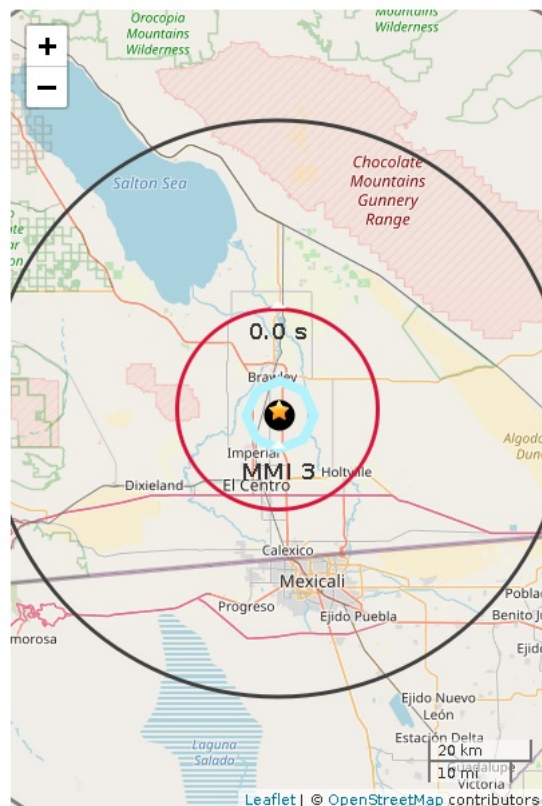 Orocopia
Mountains
Wilderness
Mountains
Wilderness
+
−
Chocolate
Mountains
Gunnery
Range
Salton Sea
0.0 s
Brawley
Imperial
MMI 3
Holtville
Dixieland
El Centro
Calexico
Mexicali
Progreso
Ejido Puebla
Ejido Nuevo
León
Estación Delta
20 km
10 mi
Victoria
Laguna
Salada
Leaflet | © OpenStreetMap contributors